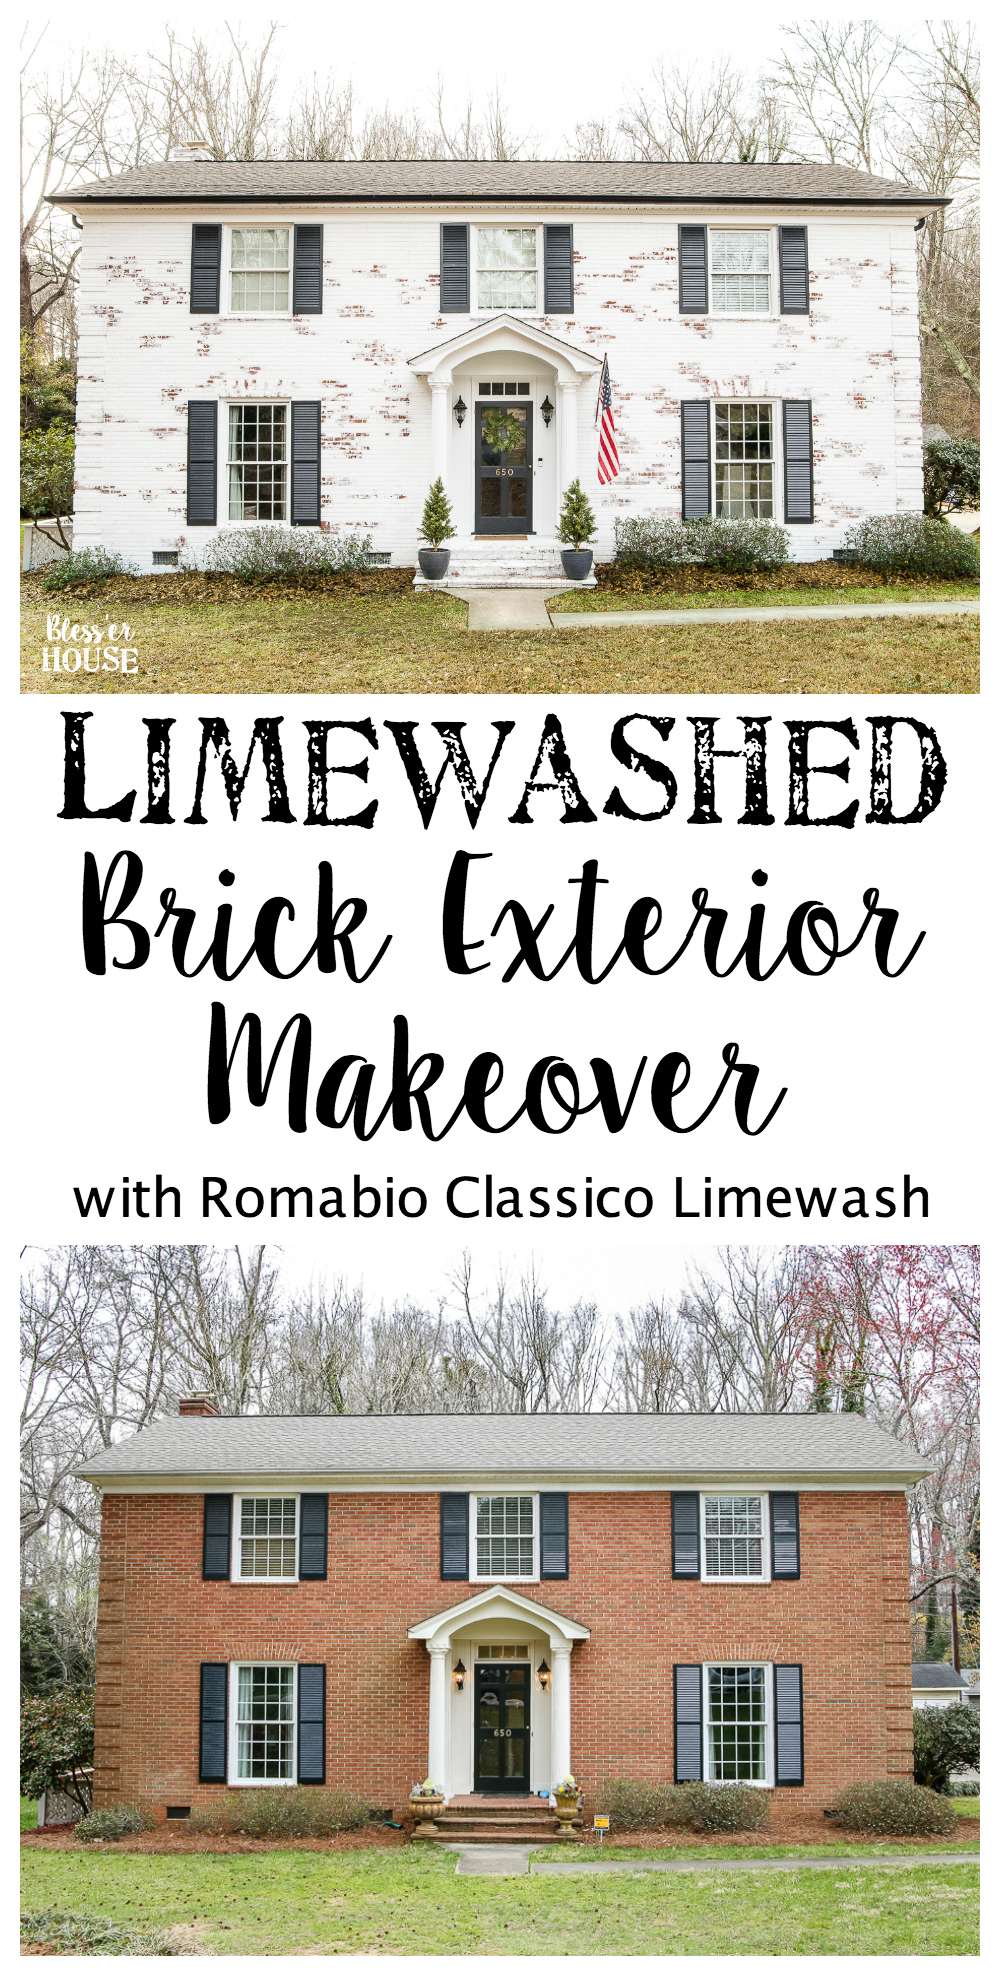 650
Bless'er
HOUSE
LIMEWASHED
Brick Exterior
Makeover
with Romabio Classico Limewash
650